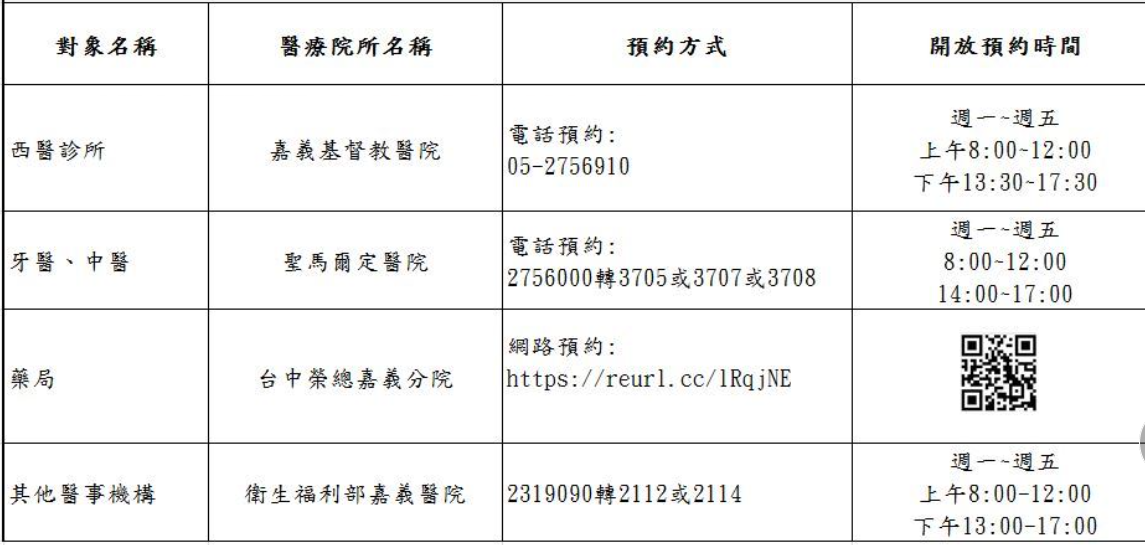 對象名稱
醫療院所名稱
預約方式
開放預約時間
西醫診所
嘉義基督教醫院
電話預約:
05-2756910
週一~週五
上午8:00~12:00
下午13:30~17:30
牙醫、中醫
聖馬爾定醫院
電話預約:
2756000轉3705或3707或3708
週一~週五
8:00~12:00
14:00~17:00
藥局
台中榮總嘉義分院
網路預約:
https://reurl.cc/lRqjNE
其他醫事機構
衛生福利部嘉義醫院
2319090轉2112或2114
週一~週五
上午8:00-12:00
下午13:00-17:00